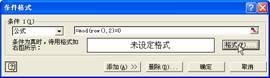 条件格式
条件 1(1)
公式 =mod(row(),2)=0
条件为真时,待用格式如右图所示: 未设定格式 格式(F)...
添加(A) >> 删除(D)... 确定 取消